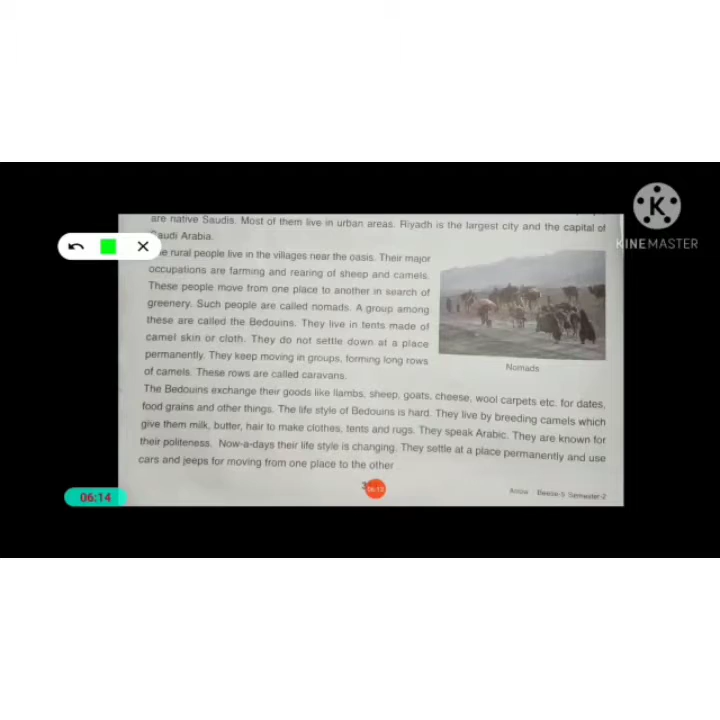 are native Saudis. Most of them live in urban areas. Riyadh is the largest city and the capital of
Saudi Arabia.
rural people live in the villages near the oasis. Their major
occupations are farming and rearing of sheep and camels.
These people move from one place to another in search of
greenery. Such people are called nomads. A group among
these are called the Bedouins. They live in tents made of
camel skin or cloth. They do not settle down at a place
permanently. They keep moving in groups, forming long rows
of camels. These rows are called caravans.
Nomads
The Bedouins exchange their goods like llambs, sheep, goats, cheese, wool carpets etc. for dates,
food grains and other things. The life style of Bedouins is hard. They live by breeding camels which
give them milk, butter, hair to make clothes, tents and rugs. They speak Arabic. They are known for
their politeness. Now-a-days their life style is changing. They settle at a place permanently and use
cars and jeeps for moving from one place to the other
Semester-2
06:14
06:13
K
KINEMASTER